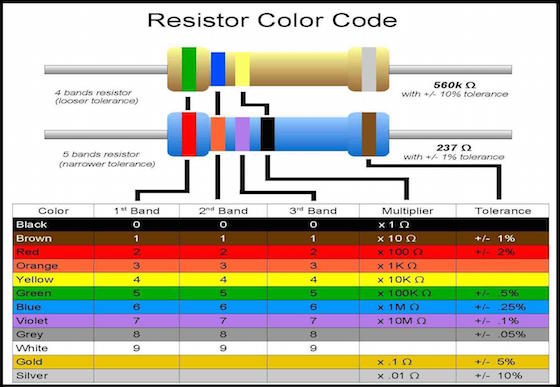 Resistor Color Code
4 bands resistor
(looser tolerance)
560k Ω
with +/- 10% tolerance
5 bands resistor
(narrower tolerance)
237 Ω
with +/- 1% tolerance
Color 1st Band 2nd Band 3rd Band Multiplier Tolerance
Black 0 0 0 x 1 Ω
Brown 1 1 1 x 10 Ω +/- 1%
Red 2 2 2 x 100 Ω +/- 2%
Orange 3 3 3 x 1K Ω
Yellow 4 4 4 x 10K Ω
Green 5 5 5 x 100K Ω +/- .5%
Blue 6 6 6 x 1M Ω +/- .25%
Violet 7 7 7 x 10M Ω +/- .1%
Grey 8 8 8 +/- .05%
White 9 9 9
Gold x .1 Ω +/- 5%
Silver x .01 Ω +/- 10%